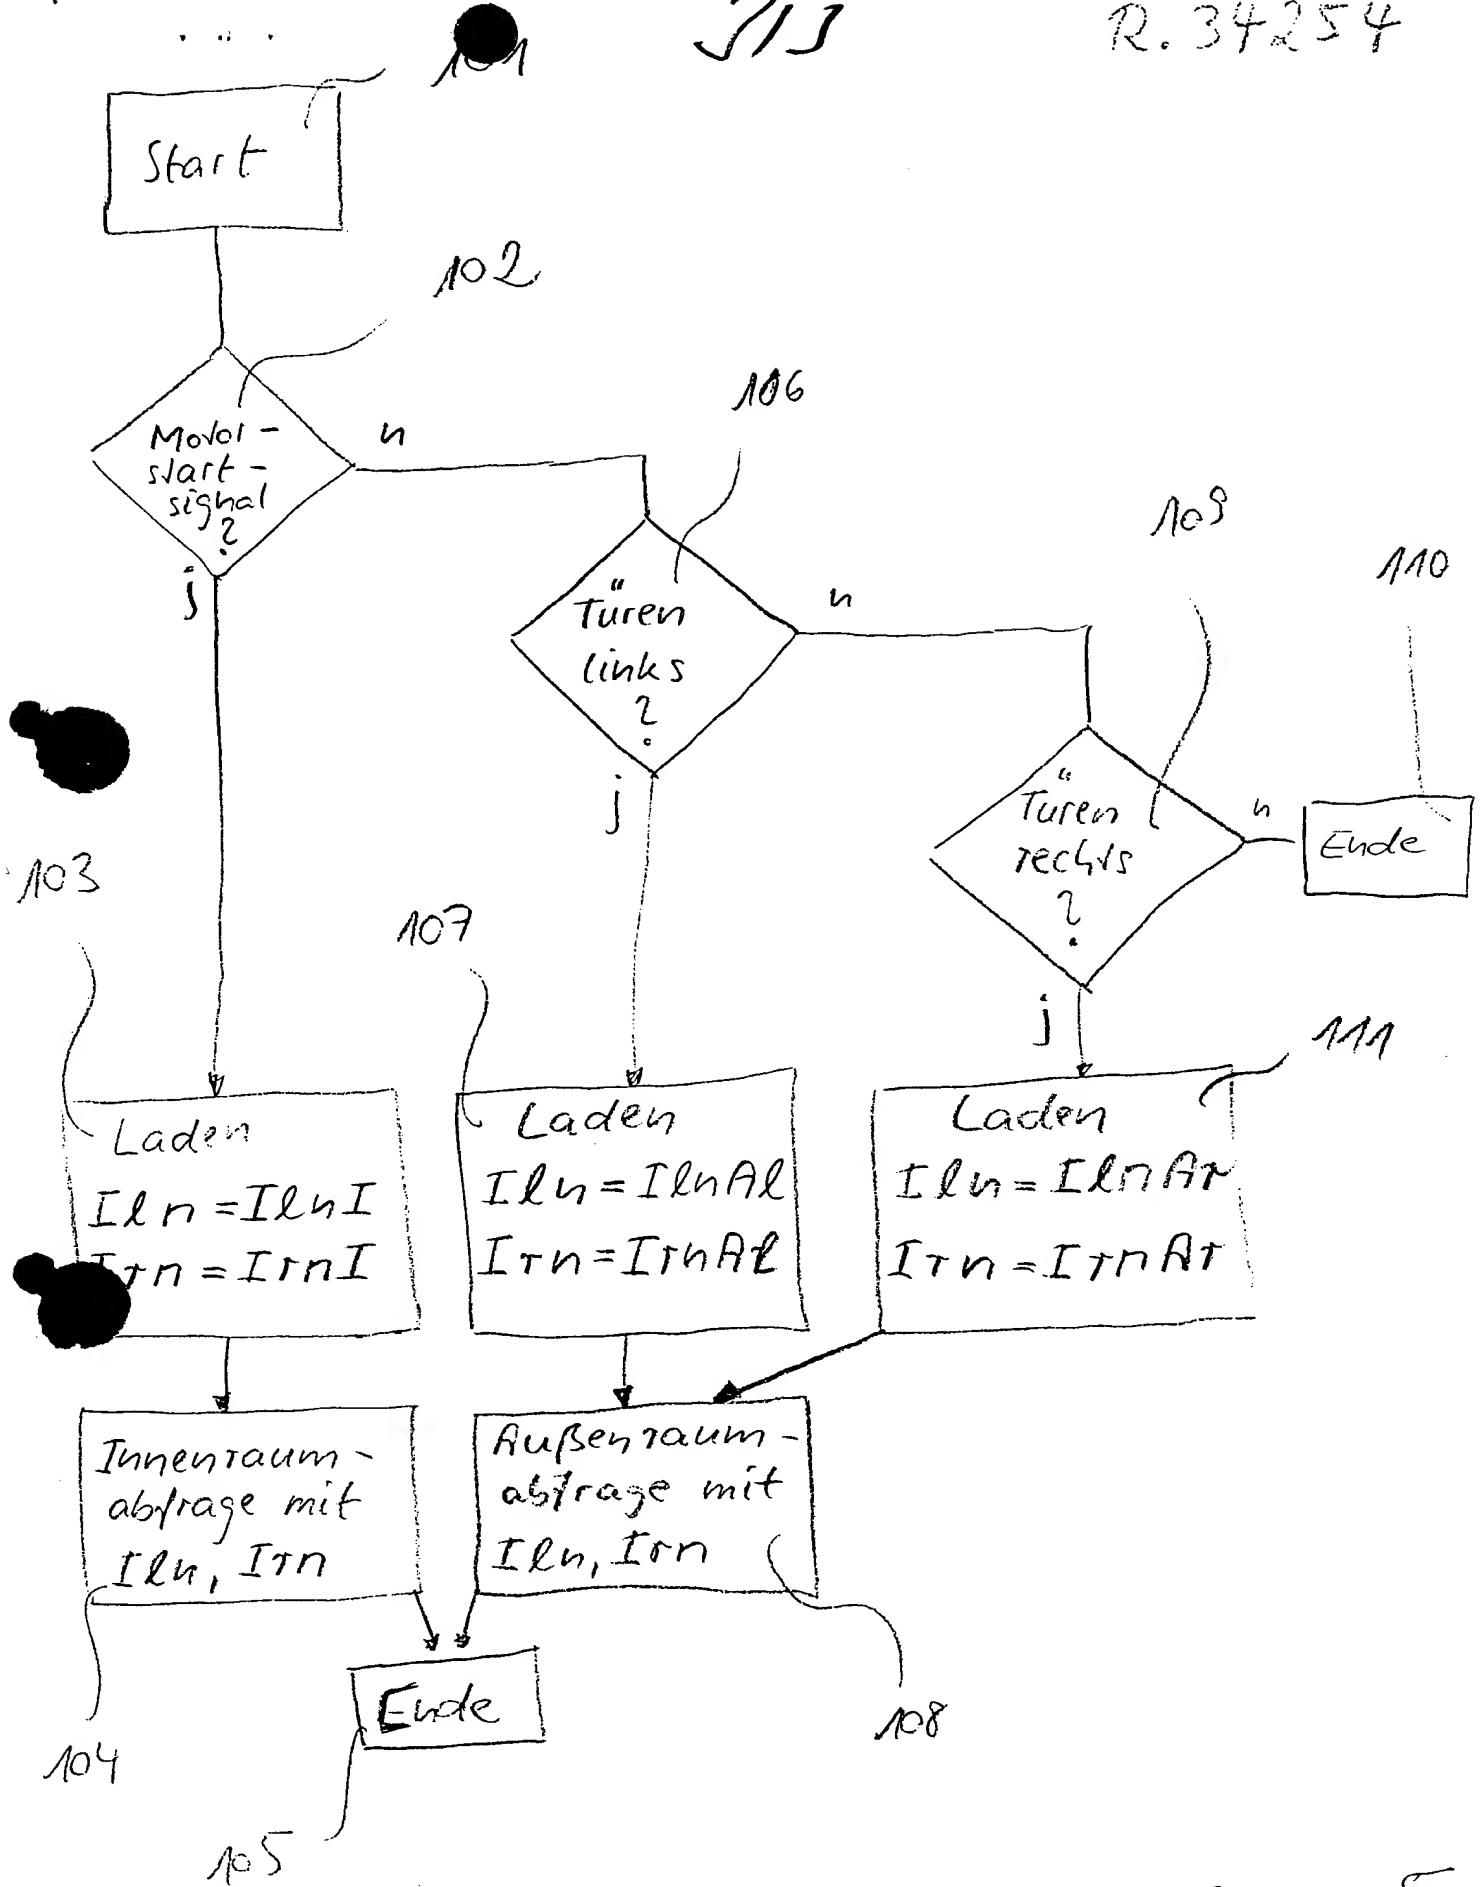 R. 34254
101
Start
102
Motor-
start-
signal
?
n
j
106
Türen
links
?
n
j
109
Türen
rechts
?
n
j
110
Ende
103
Laden
Iln = IlnI
Irn = IrnI
107
Laden
Iln = IlnAl
Irn = IrnAl
111
Laden
Iln = IlnAr
Irn = IrnAr
Innenraum-
abfrage mit
Iln, Irn
104
Außenraum-
abfrage mit
Iln, Irn
108
Ende
105